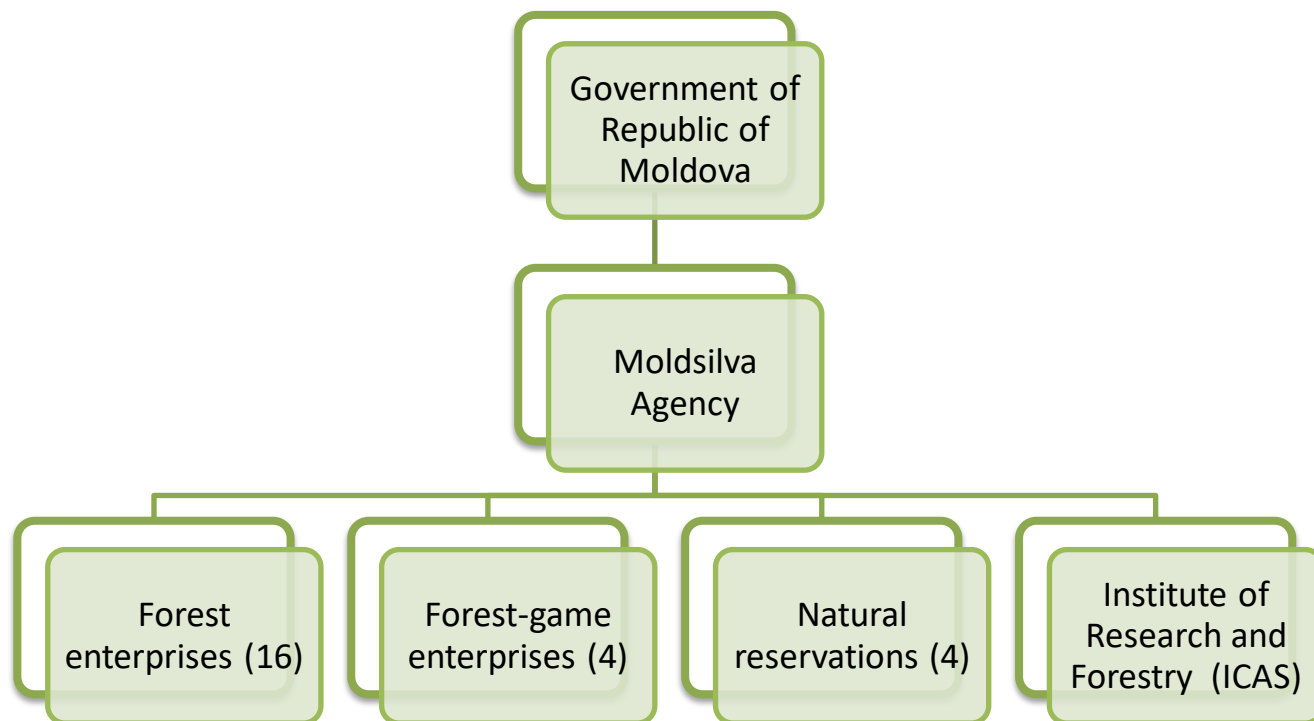 Government of
Republic of
Moldova
Moldsilva
Agency
Forest
enterprises (16)
Forest-game
enterprises (4)
Natural
reservations (4)
Institute of
Research and
Forestry (ICAS)